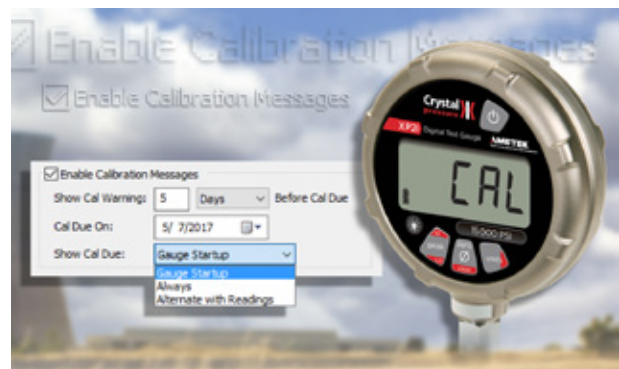 Enable Calibration Messages
Enable Calibration Messages
Enable Calibration Messages
Show Cal Warning: 5 Days Before Cal Due
Cal Due On: 5/ 7/2017
Show Cal Due: Gauge Startup
Gauge Startup
Always
Alternate with Readings
Crystal
pressure
XP2i Digital Test Gauge AMETEK
CAL
15000 PSI